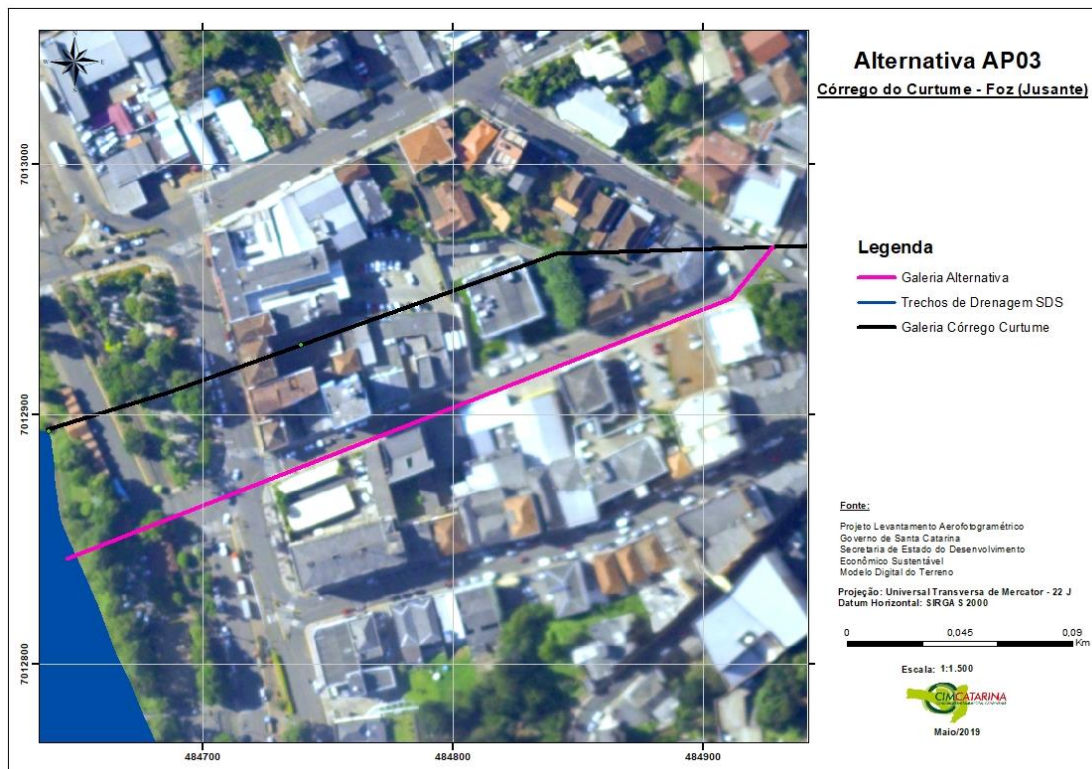 Alternativa AP03
Córrego do Curtume - Foz (Jusante)
N
W
E
S
484700
484800
484900
7013000
7012900
7012800
Legenda
Galeria Alternativa
Trechos de Drenagem SDS
Galeria Córrego Curtume
Fonte:
Projeto Levantamento Aerofotogramétrico
Governo de Santa Catarina
Secretaria de Estado do Desenvolvimento
Econômico Sustentável
Modelo Digital do Terreno
Projeção: Universal Transversa de Mercator - 22 J
Datum Horizontal: SIRGA S 2000
0 0,045 0,09
Km
Escala: 1:1.500
CIMCATARINA
Maio/2019